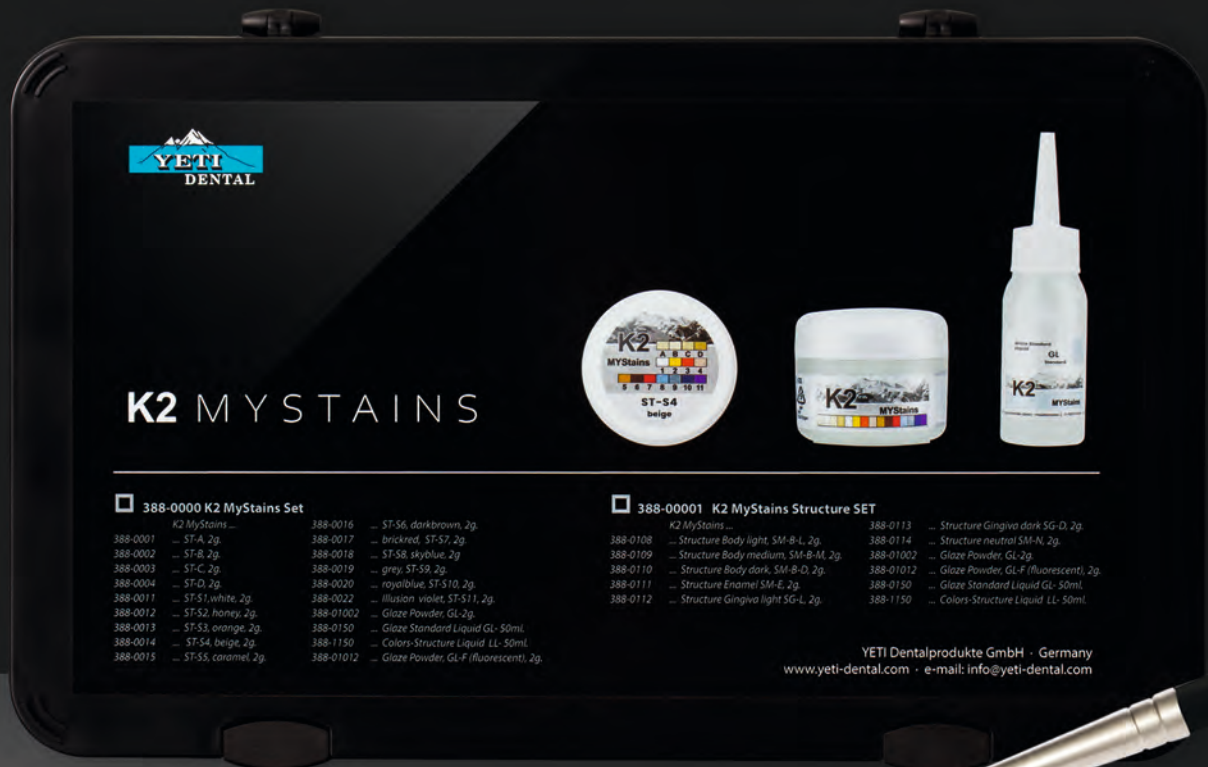 YETI
DENTAL
K2
A B C D
MYStains
1 2 3 4
5 6 7 8 9 10 11
ST-S4
beige
K2
MYStains
GL
Standard
K2
MYStains
K2 MYSTAINS
388-0000 K2 MyStains Set
K2 MyStains ...
388-0001 ... ST-A, 2g.
388-0002 ... ST-B, 2g.
388-0003 ... ST-C, 2g.
388-0004 ... ST-D, 2g.
388-0011 ... ST-S1,white, 2g.
388-0012 ... ST-S2, honey, 2g.
388-0013 ... ST-S3, orange, 2g.
388-0014 ... ST-S4, beige, 2g.
388-0015 ... ST-S5, caramel, 2g.
388-0016 ... ST-S6, darkbrown, 2g.
388-0017 ... brickred, ST-S7, 2g.
388-0018 ... ST-S8, skyblue, 2g
388-0019 ... grey, ST-S9, 2g.
388-0020 ... royalblue, ST-S10, 2g.
388-0022 ... Illusion violet, ST-S11, 2g.
388-01002 ... Glaze Powder, GL-2g.
388-0150 ... Glaze Standard Liquid GL- 50ml.
388-1150 ... Colors-Structure Liquid LL- 50ml.
388-01012 ... Glaze Powder, GL-F (fluorescent), 2g.
388-00001 K2 MyStains Structure SET
K2 MyStains ...
388-0108 ... Structure Body light, SM-B-L, 2g.
388-0109 ... Structure Body medium, SM-B-M, 2g.
388-0110 ... Structure Body dark, SM-B-D, 2g.
388-0111 ... Structure Enamel SM-E, 2g.
388-0112 ... Structure Gingiva light SG-L, 2g.
388-0113 ... Structure Gingiva dark SG-D, 2g.
388-0114 ... Structure neutral SM-N, 2g.
388-01002 ... Glaze Powder, GL-2g.
388-01012 ... Glaze Powder, GL-F (fluorescent), 2g.
388-0150 ... Glaze Standard Liquid GL- 50ml.
388-1150 ... Colors-Structure Liquid LL- 50ml.
YETI Dentalprodukte GmbH · Germany
www.yeti-dental.com · e-mail: info@yeti-dental.com